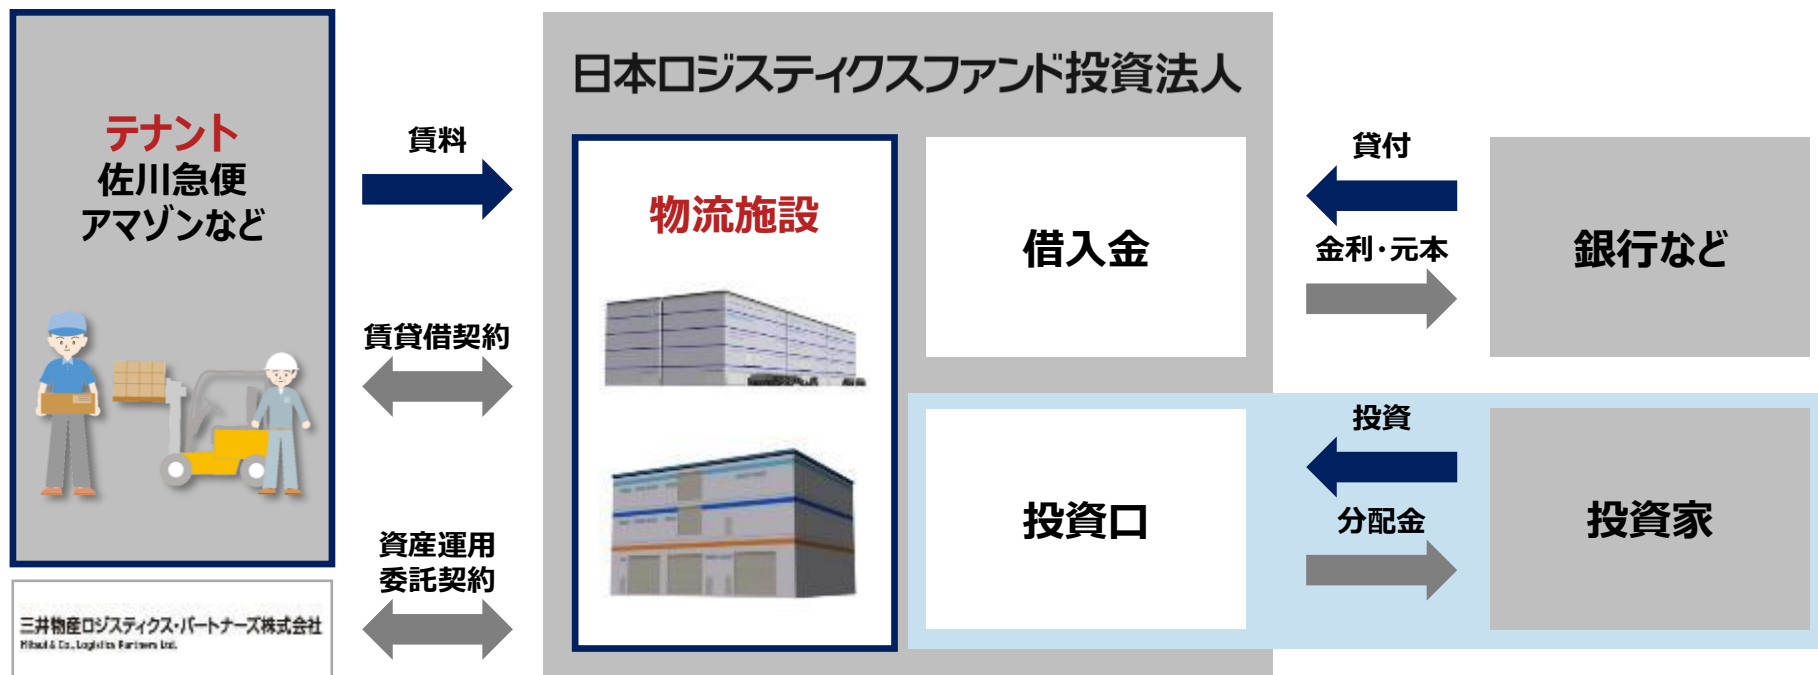 日本ロジスティクスファンド投資法人
テナント
佐川急便
アマゾンなど
賃料
賃貸借契約
資産運用
委託契約
三井物産ロジスティクス・パートナーズ株式会社
Mitsui & Co., Logistics Partners Ltd.
物流施設
借入金
投資口
貸付
金利・元本
銀行など
投資
分配金
投資家